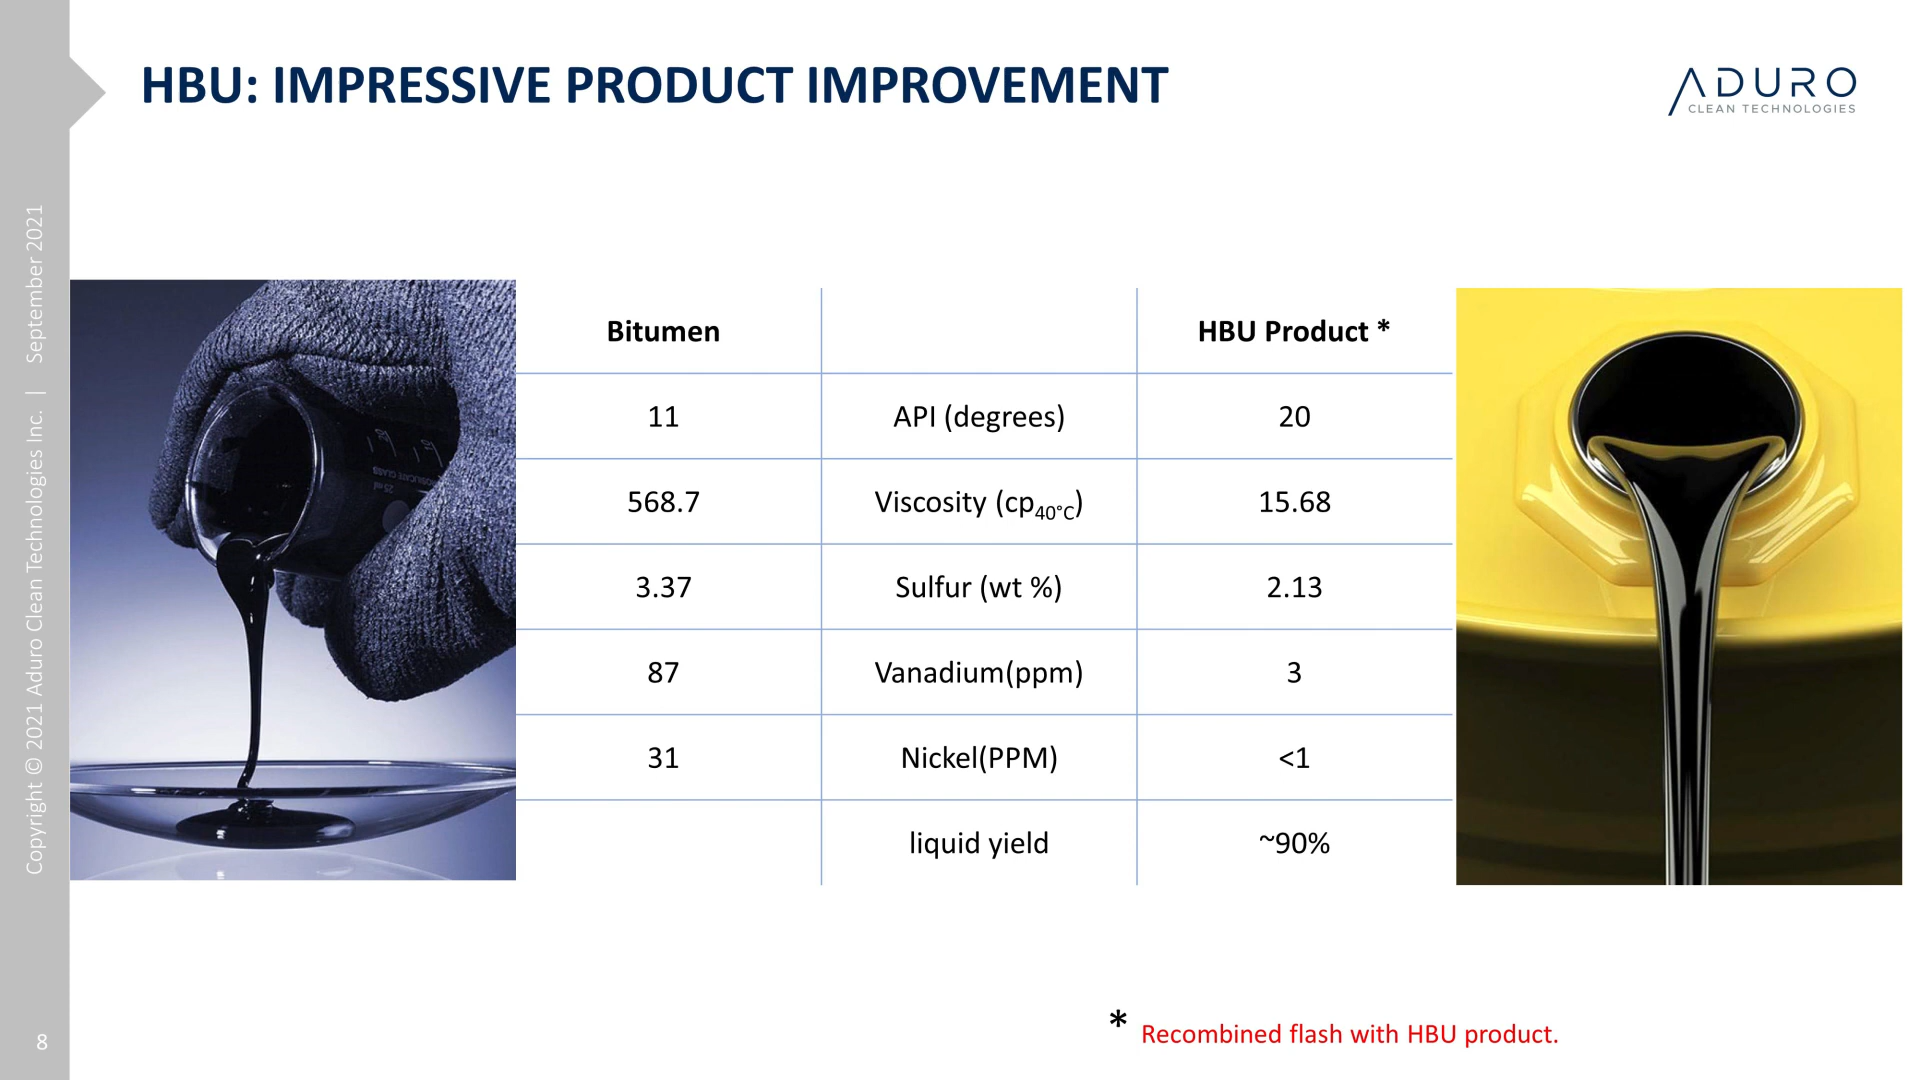 HBU: IMPRESSIVE PRODUCT IMPROVEMENT
ADURO
CLEAN TECHNOLOGIES
Copyright © 2021 Aduro Clean Technologies Inc. | September 2021
Bitumen HBU Product *
11 API (degrees) 20
568.7 Viscosity (cp40°C) 15.68
3.37 Sulfur (wt %) 2.13
87 Vanadium(ppm) 3
31 Nickel(PPM) <1
liquid yield ~90%
* Recombined flash with HBU product.
8